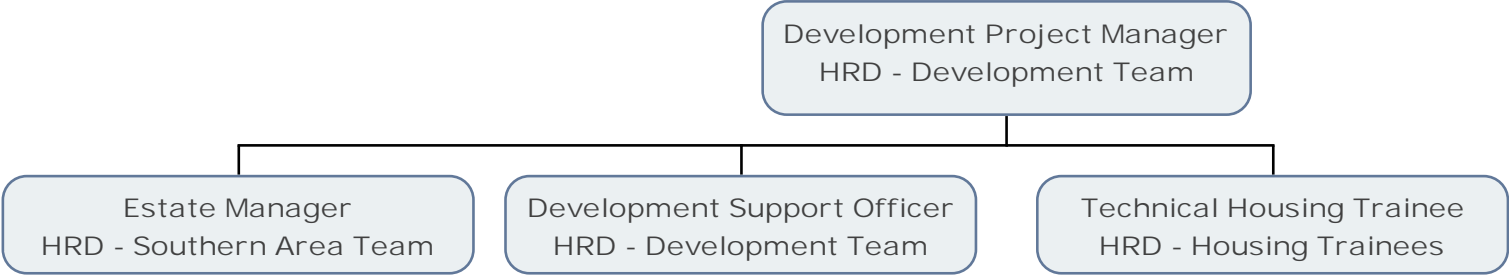 Development Project Manager
HRD - Development Team
Estate Manager
HRD - Southern Area Team
Development Support Officer
HRD - Development Team
Technical Housing Trainee
HRD - Housing Trainees